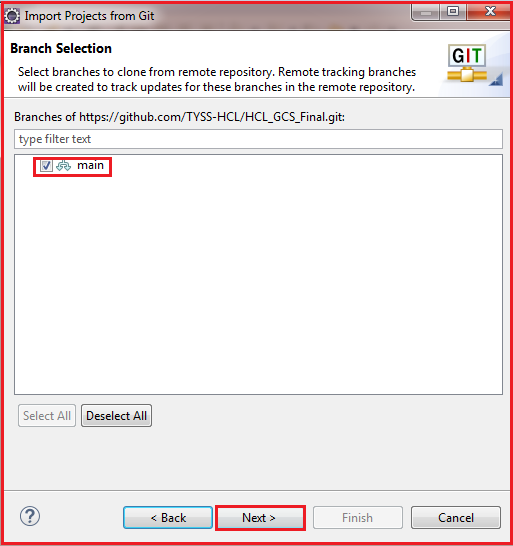 Import Projects from Git
Branch Selection
GIT
Select branches to clone from remote repository. Remote tracking branches
will be created to track updates for these branches in the remote repository.
Branches of https://github.com/TYSS-HCL/HCL_GCS_Final.git:
type filter text
main
Select All
Deselect All
?
< Back
Next >
Finish
Cancel